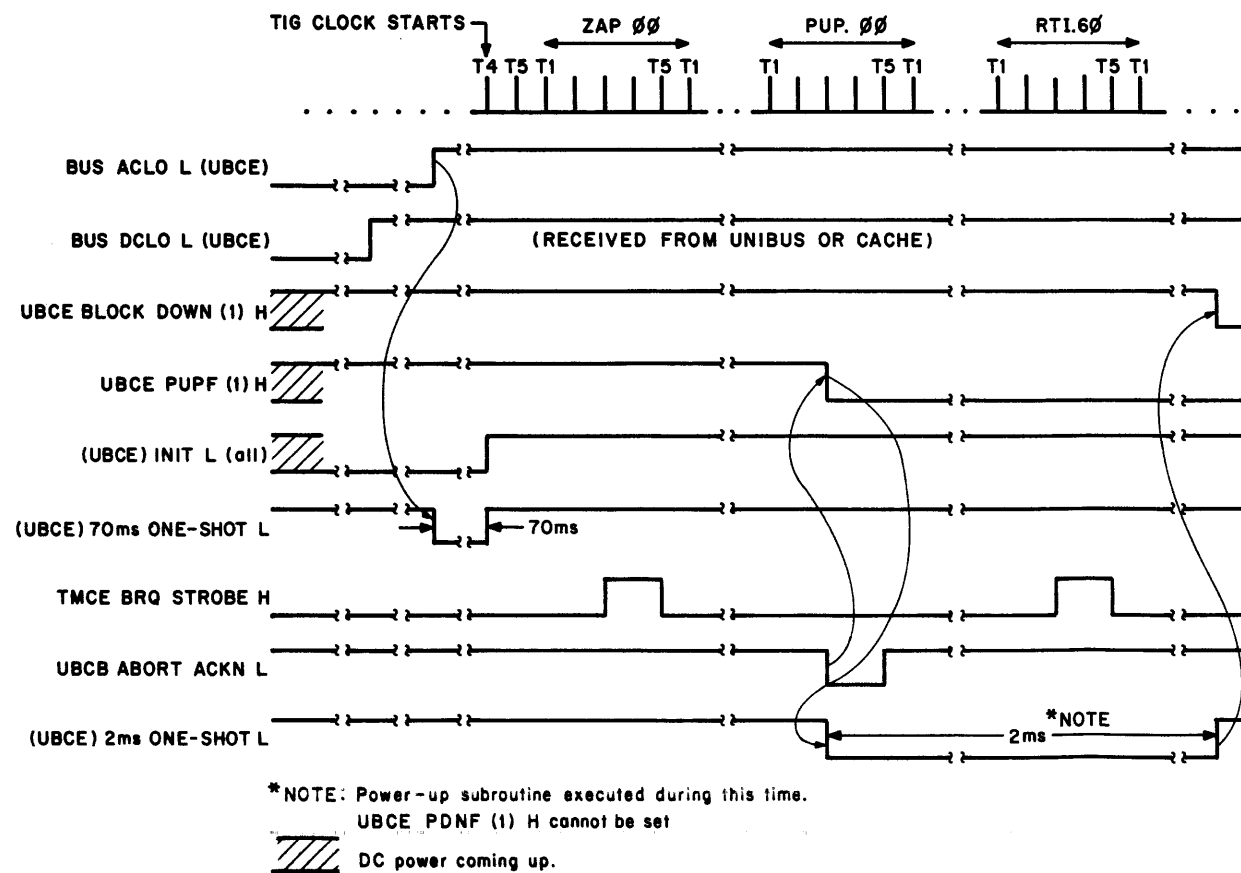 TIG CLOCK STARTS
ZAP ØØ
PUP. ØØ
RTI.6Ø
T4 T5 T1 T5 T1 T1 T5 T1 T1 T5 T1
BUS ACLO L (UBCE)
BUS DCLO L (UBCE)
(RECEIVED FROM UNIBUS OR CACHE)
UBCE BLOCK DOWN (1) H
UBCE PUPF (1) H
(UBCE) INIT L (all)
(UBCE) 70ms ONE-SHOT L
70ms
TMCE BRQ STROBE H
UBCB ABORT ACKN L
(UBCE) 2ms ONE-SHOT L
*NOTE
2ms
*NOTE: Power-up subroutine executed during this time.
UBCE PDNF (1) H cannot be set
DC power coming up.